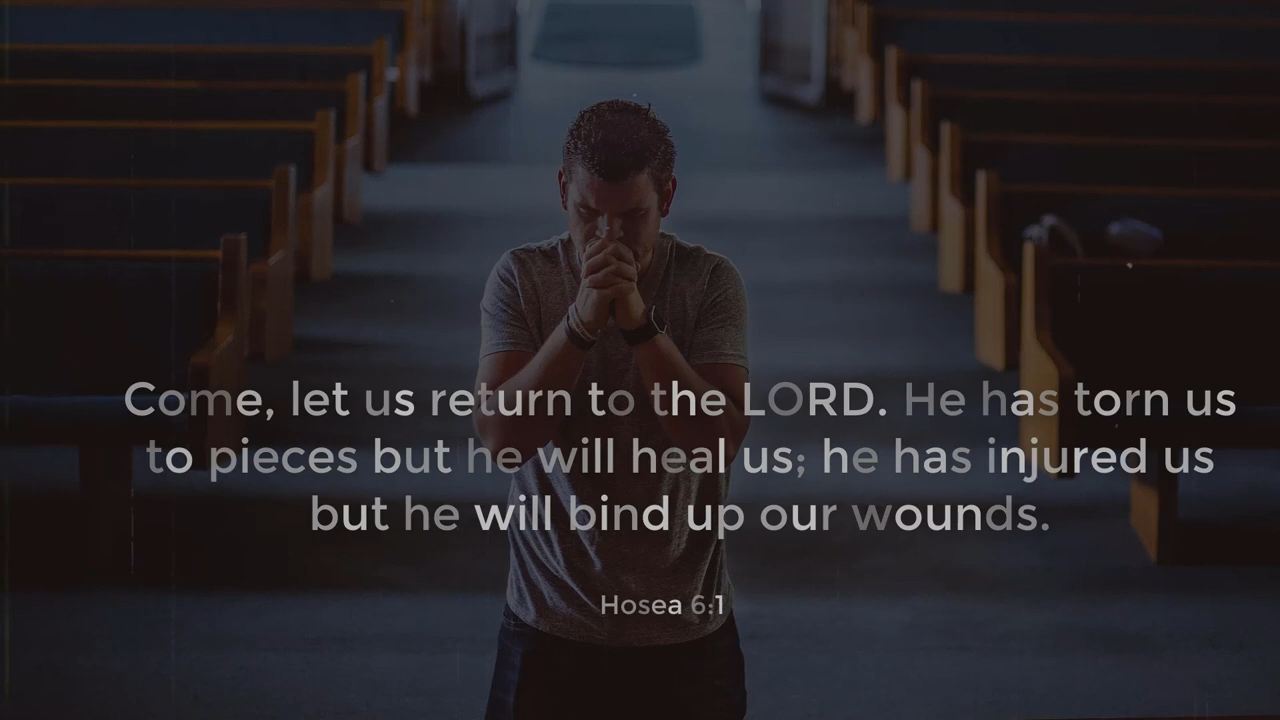 Come, let us return to the LORD. He has torn us
to pieces but he will heal us; he has injured us
but he will bind up our wounds.
Hosea 6:1